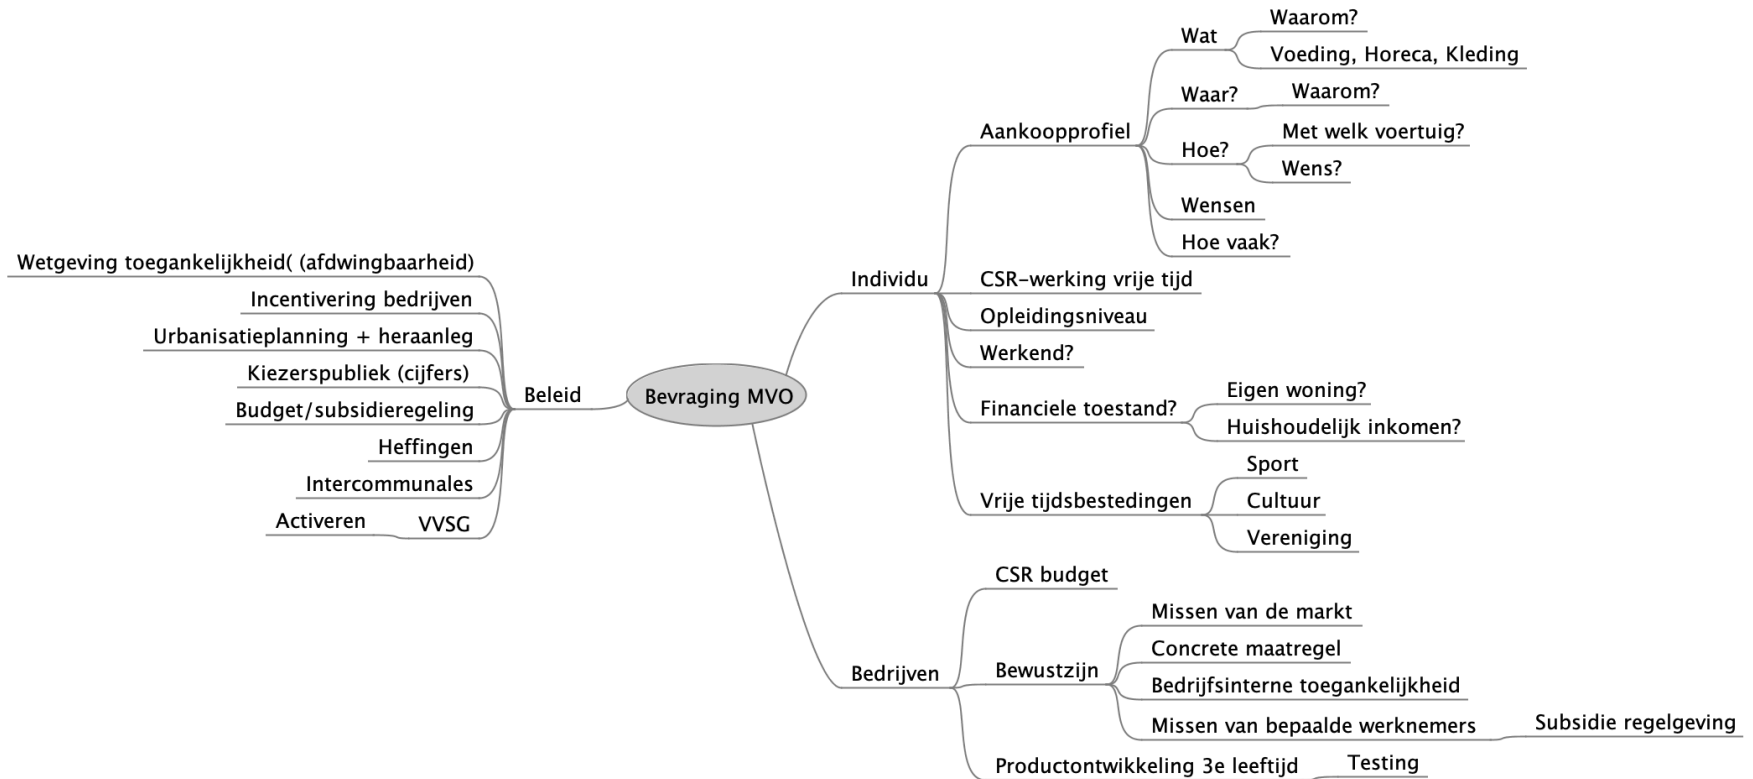 Bevraging MVO
Individu
Aankoopprofiel
Wat
Waarom?
Voeding, Horeca, Kleding
Waar?
Waarom?
Hoe?
Met welk voertuig?
Wens?
Wensen
Hoe vaak?
CSR-werking vrije tijd
Opleidingsniveau
Werkend?
Financiele toestand?
Eigen woning?
Huishoudelijk inkomen?
Vrije tijdsbestedingen
Sport
Cultuur
Vereniging
Bedrijven
CSR budget
Bewustzijn
Missen van de markt
Concrete maatregel
Bedrijfsinterne toegankelijkheid
Missen van bepaalde werknemers
Subsidie regelgeving
Productontwikkeling 3e leeftijd
Testing
Beleid
Wetgeving toegankelijkheid( (afdwingbaarheid)
Incentivering bedrijven
Urbanisatieplanning + heraanleg
Kiezerspubliek (cijfers)
Budget/subsidieregeling
Heffingen
Intercommunales
VVSG
Activeren